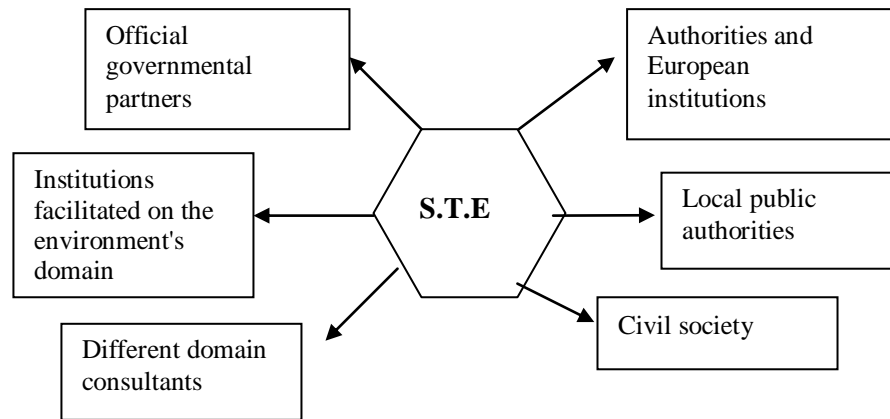 Official
governmental
partners
Authorities and
European
institutions
Institutions
facilitated on the
environment's
domain
S.T.E
Local public
authorities
Different domain
consultants
Civil society